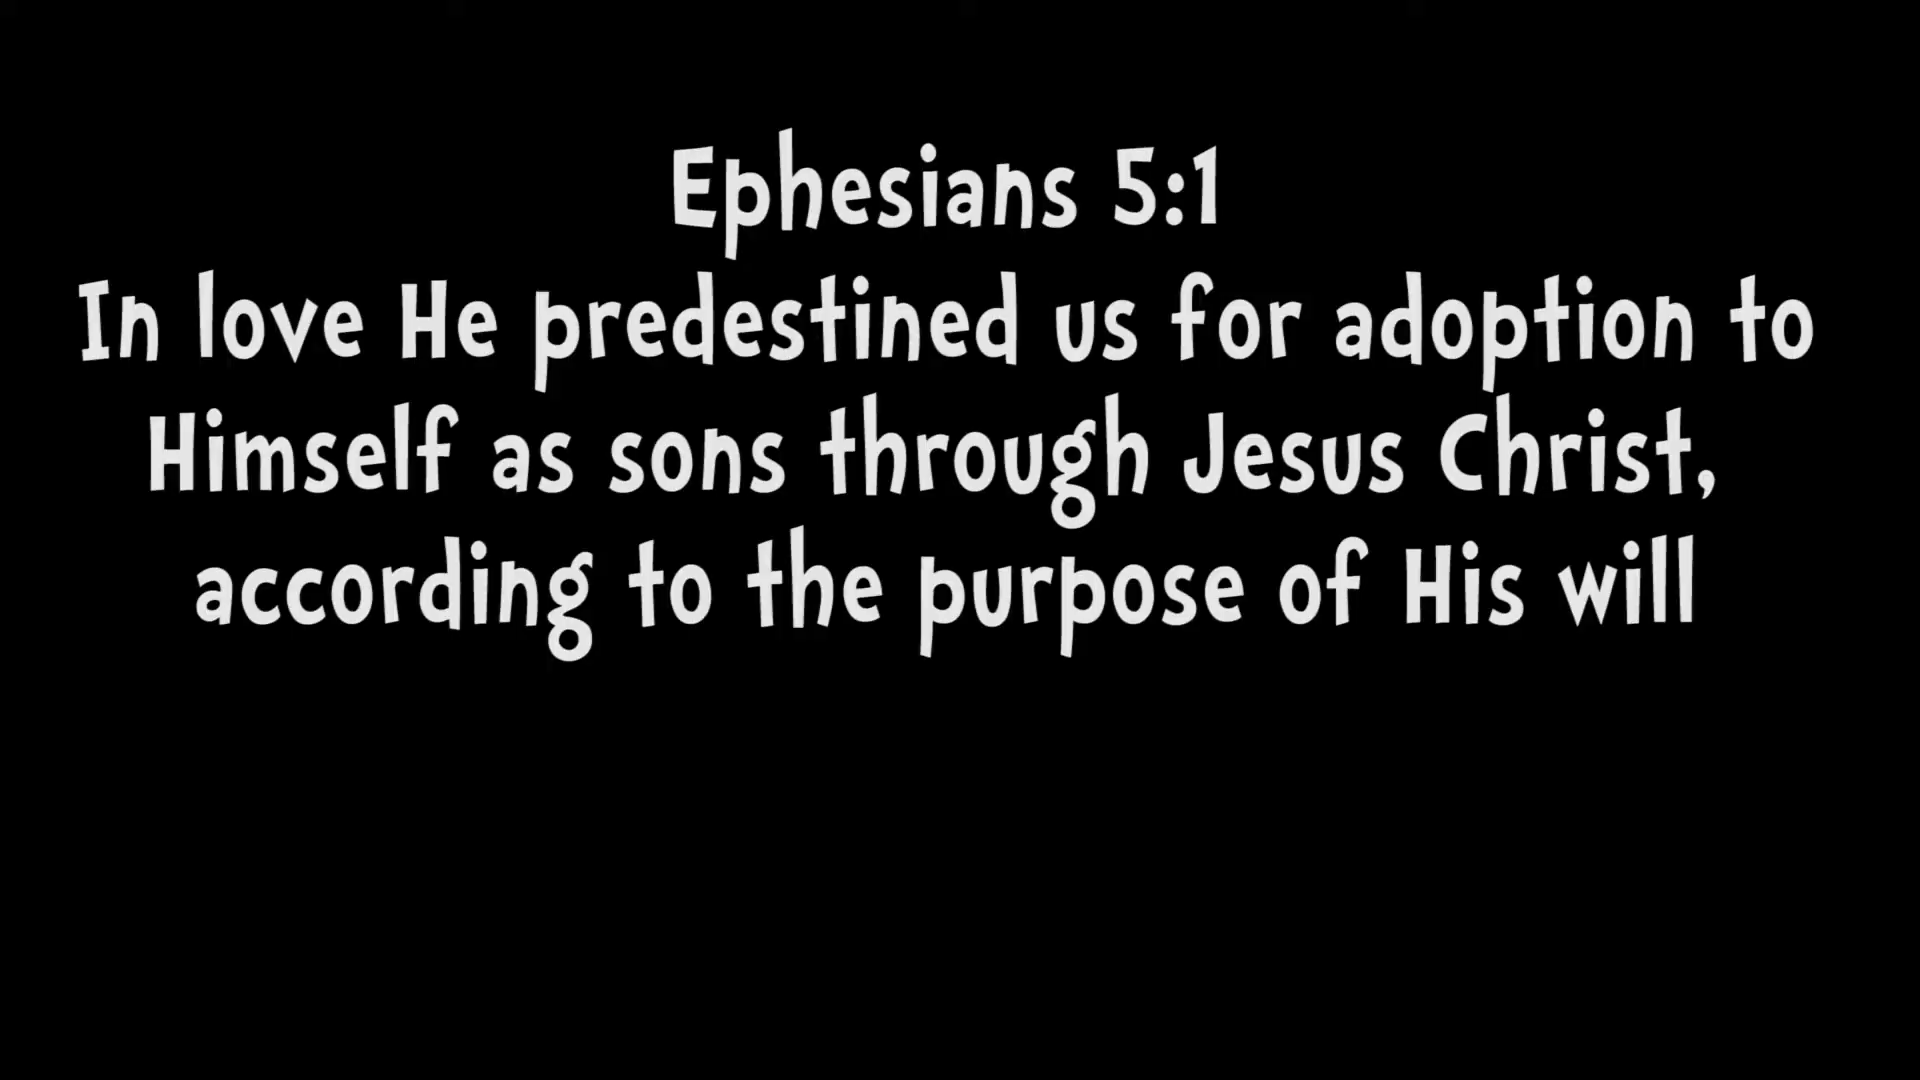 Ephesians 5:1
In love He predestined us for adoption to
Himself as sons through Jesus Christ,
according to the purpose of His will